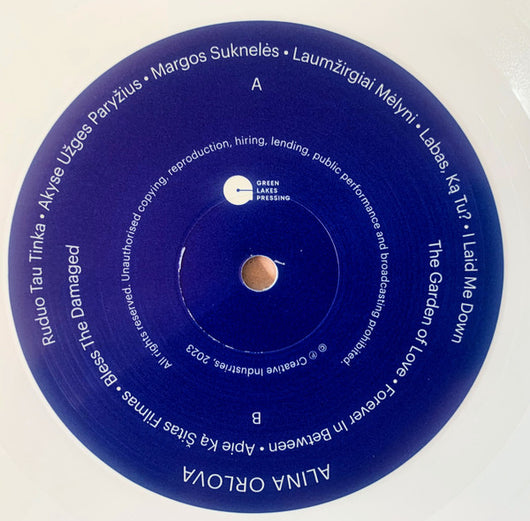 Ruduo Tau Tinka • Akyse Užges Paryžius • Margos Suknelės • Laumžirgiai Mėlyni • Labas, Ką Tu? • I Laid Me Down
A
All rights reserved. Unauthorised copying, reproduction, hiring, lending, public performance and broadcasting prohibited.
GREEN
LAKES
PRESSING
© ℗ Creative Industries, 2023
B
The Garden of Love • Forever In Between • Apie Ką Šitas Filmas • Bless The Damaged
ALINA ORLOVA